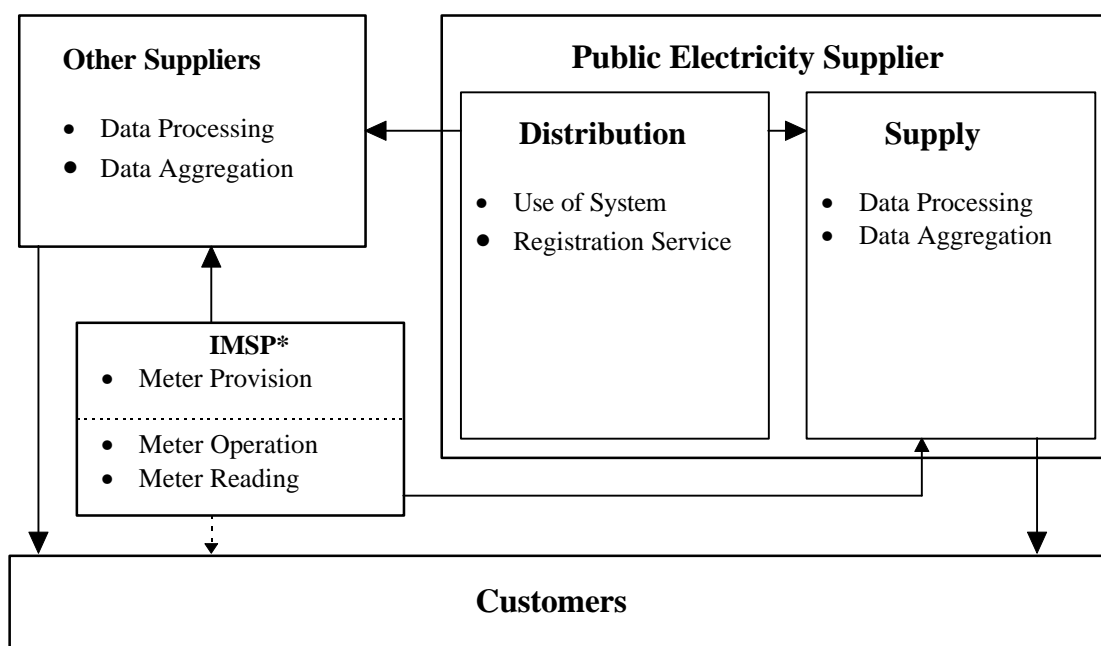 Other Suppliers
• Data Processing
• Data Aggregation
Public Electricity Supplier
Distribution
• Use of System
• Registration Service
Supply
• Data Processing
• Data Aggregation
IMSP*
• Meter Provision
• Meter Operation
• Meter Reading
Customers